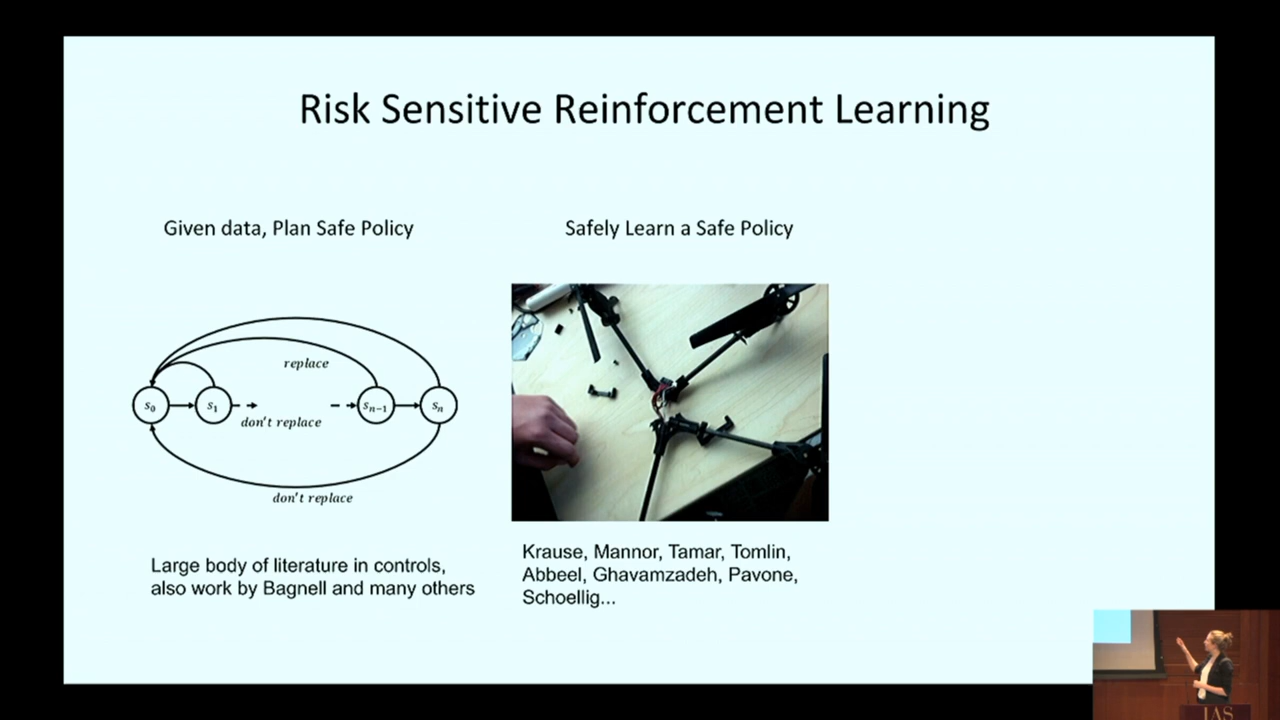 Risk Sensitive Reinforcement Learning
Given data, Plan Safe Policy
Safely Learn a Safe Policy
replace
s0
s1
sn−1
sn
don't replace
don't replace
Large body of literature in controls,
also work by Bagnell and many others
Krause, Mannor, Tamar, Tomlin,
Abbeel, Ghavamzadeh, Pavone,
Schoellig...
IAS